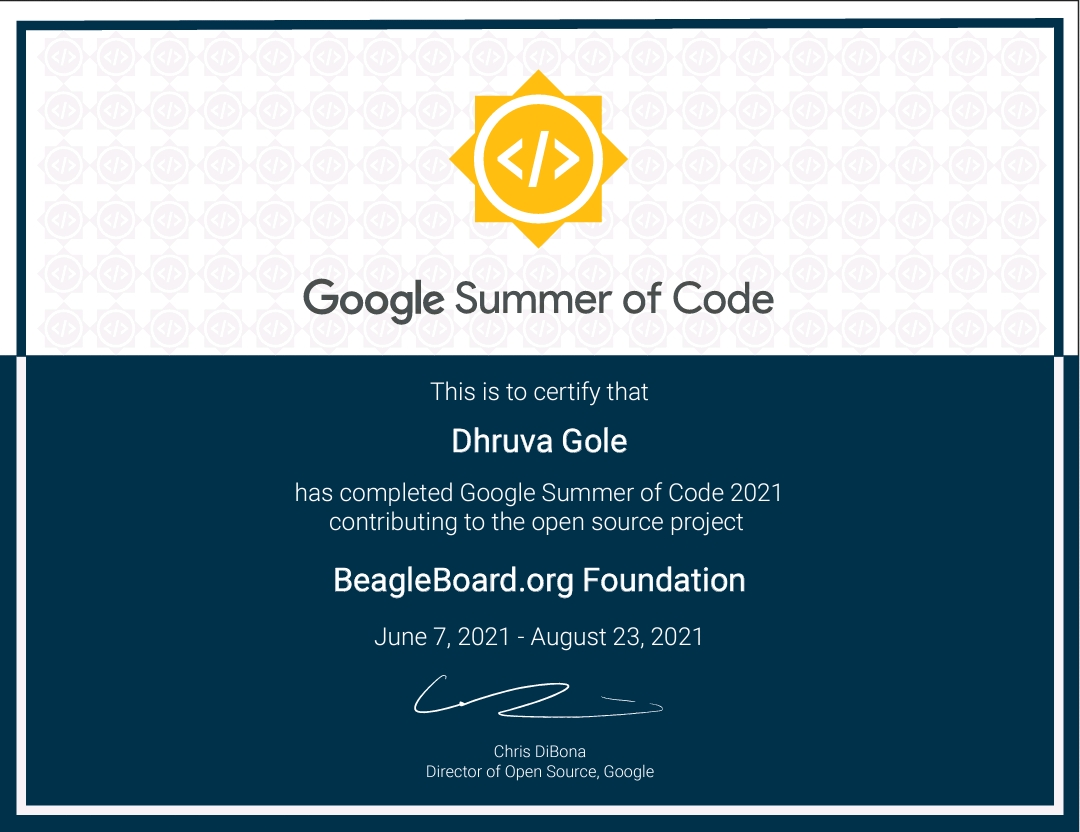 </>
Google Summer of Code
This is to certify that
Dhruva Gole
has completed Google Summer of Code 2021
contributing to the open source project
BeagleBoard.org Foundation
June 7, 2021 - August 23, 2021
Chris DiBona
Director of Open Source, Google